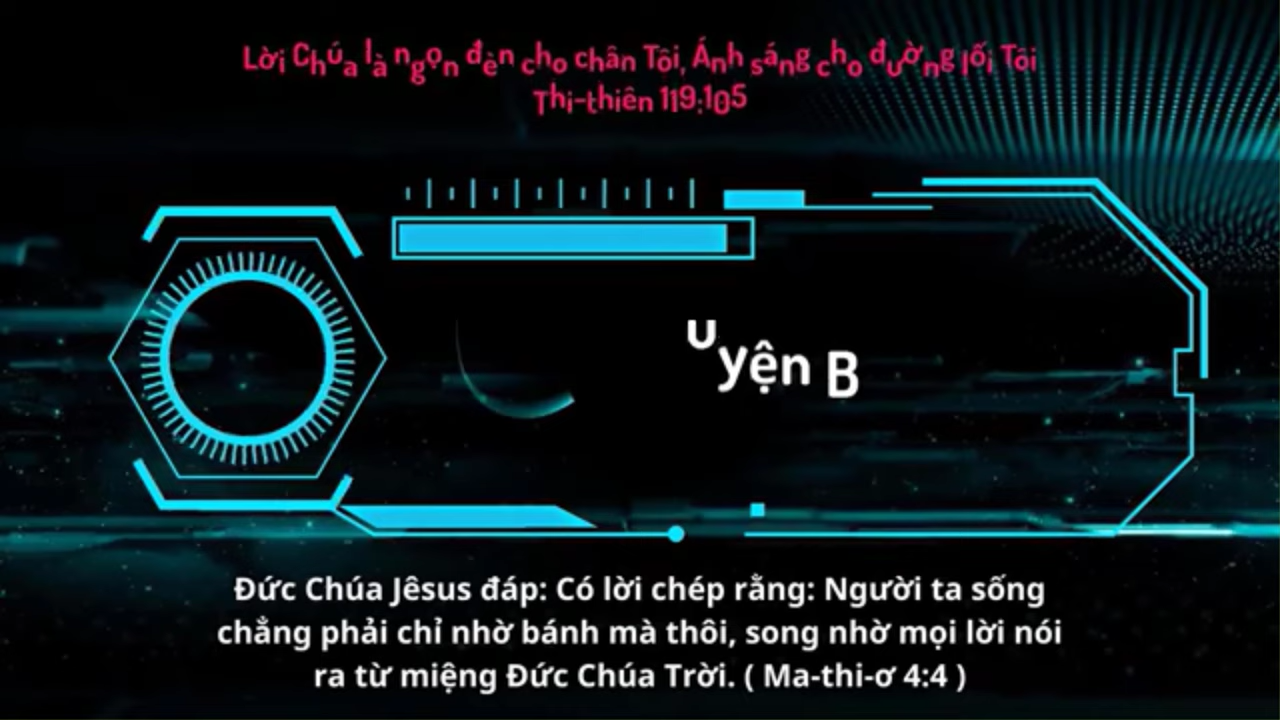 Lời Chúa là ngọn đèn cho chân Tôi, Ánh sáng cho đường lối Tôi
Thi-thiên 119:105
uyện B
Đức Chúa Jêsus đáp: Có lời chép rằng: Người ta sống
chẳng phải chỉ nhờ bánh mà thôi, song nhờ mọi lời nói
ra từ miệng Đức Chúa Trời. ( Ma-thi-ơ 4:4 )